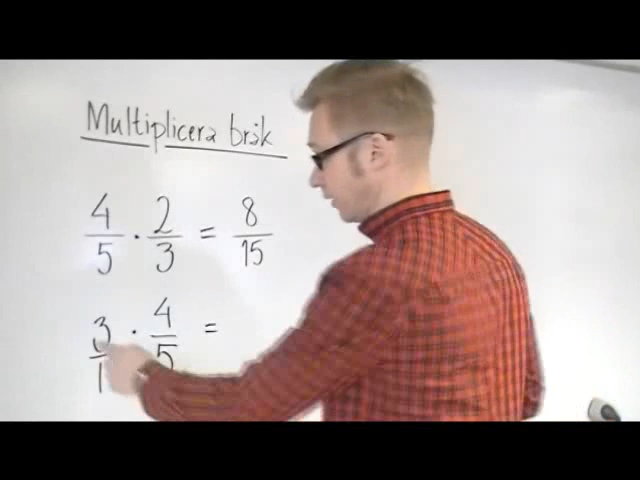 Multiplicera bråk
4/5 · 2/3 = 8/15
3/1 · 4/5 =